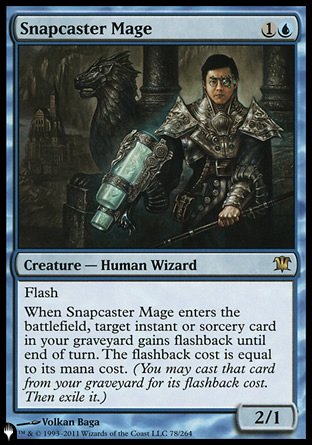 Snapcaster Mage 1
Creature — Human Wizard
Flash
When Snapcaster Mage enters the
battlefield, target instant or sorcery card
in your graveyard gains flashback until
end of turn. The flashback cost is equal
to its mana cost. (You may cast that card
from your graveyard for its flashback cost.
Then exile it.)
Volkan Baga
™ & © 1993-2011 Wizards of the Coast LLC 78/264
2/1